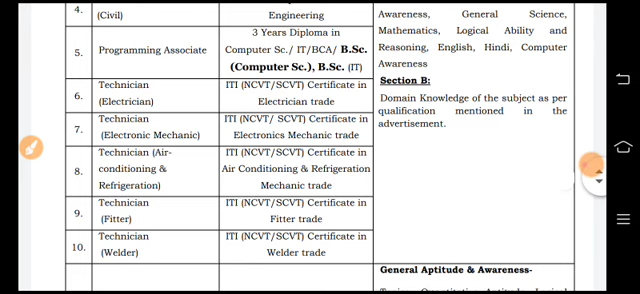 4.
(Civil)
Engineering
5.
Programming Associate
3 Years Diploma in
Computer Sc./ IT/BCA/ B.Sc.
(Computer Sc.), B.Sc. (IT)
6.
Technician
(Electrician)
ITI (NCVT/SCVT) Certificate in
Electrician trade
7.
Technician
(Electronic Mechanic)
ITI (NCVT/ SCVT) Certificate in
Electronics Mechanic trade
8.
Technician (Air-
conditioning &
Refrigeration)
ITI (NCVT/SCVT) Certificate in
Air Conditioning & Refrigeration
Mechanic trade
9.
Technician
(Fitter)
ITI (NCVT/SCVT) Certificate in
Fitter trade
10.
Technician
(Welder)
ITI (NCVT/SCVT) Certificate in
Welder trade
Awareness, General Science,
Mathematics, Logical Ability and
Reasoning, English, Hindi, Computer
Awareness
Section B:
Domain Knowledge of the subject as per
qualification mentioned in the
advertisement.
General Aptitude & Awareness-